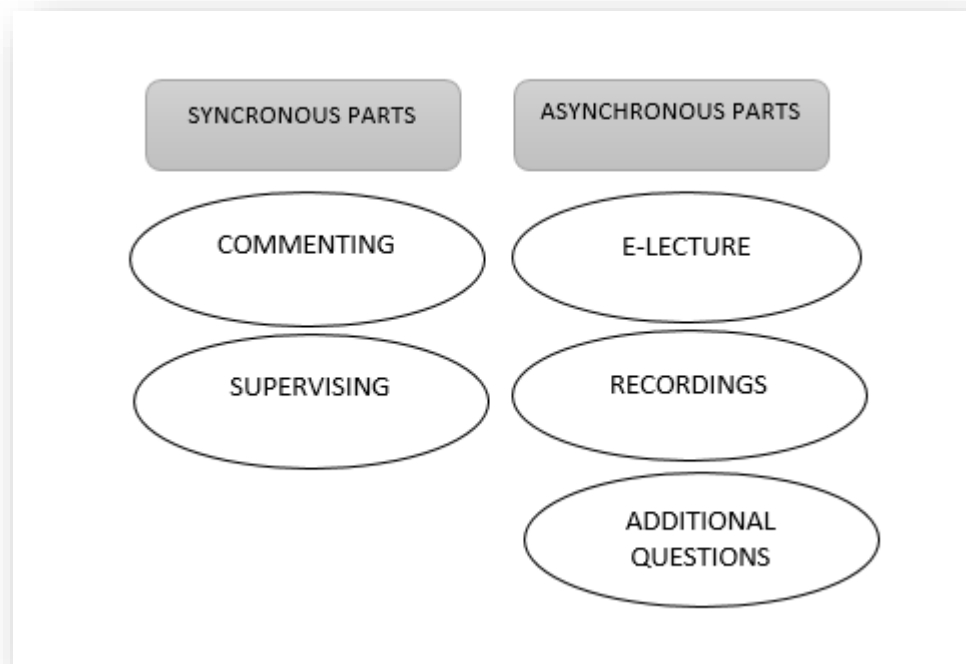 SYNCRONOUS PARTS
ASYNCHRONOUS PARTS
COMMENTING
E-LECTURE
SUPERVISING
RECORDINGS
ADDITIONAL
QUESTIONS